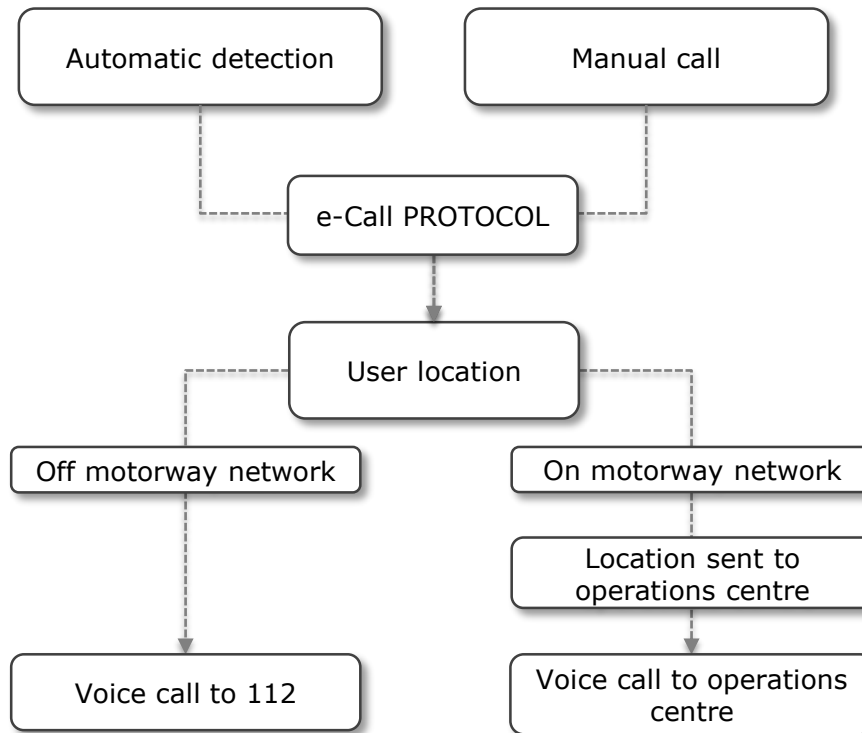 Automatic detection
Manual call
e-Call PROTOCOL
User location
Off motorway network
On motorway network
Location sent to
operations centre
Voice call to 112
Voice call to operations
centre